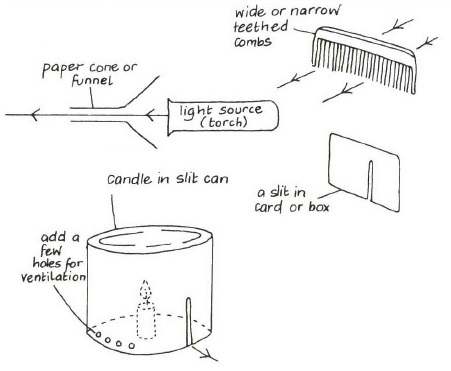 wide or narrow
teethed
combs
paper cone or
funnel
light source
(torch)
candle in slit can
a slit in
card or box
add a
few
holes for
ventilation